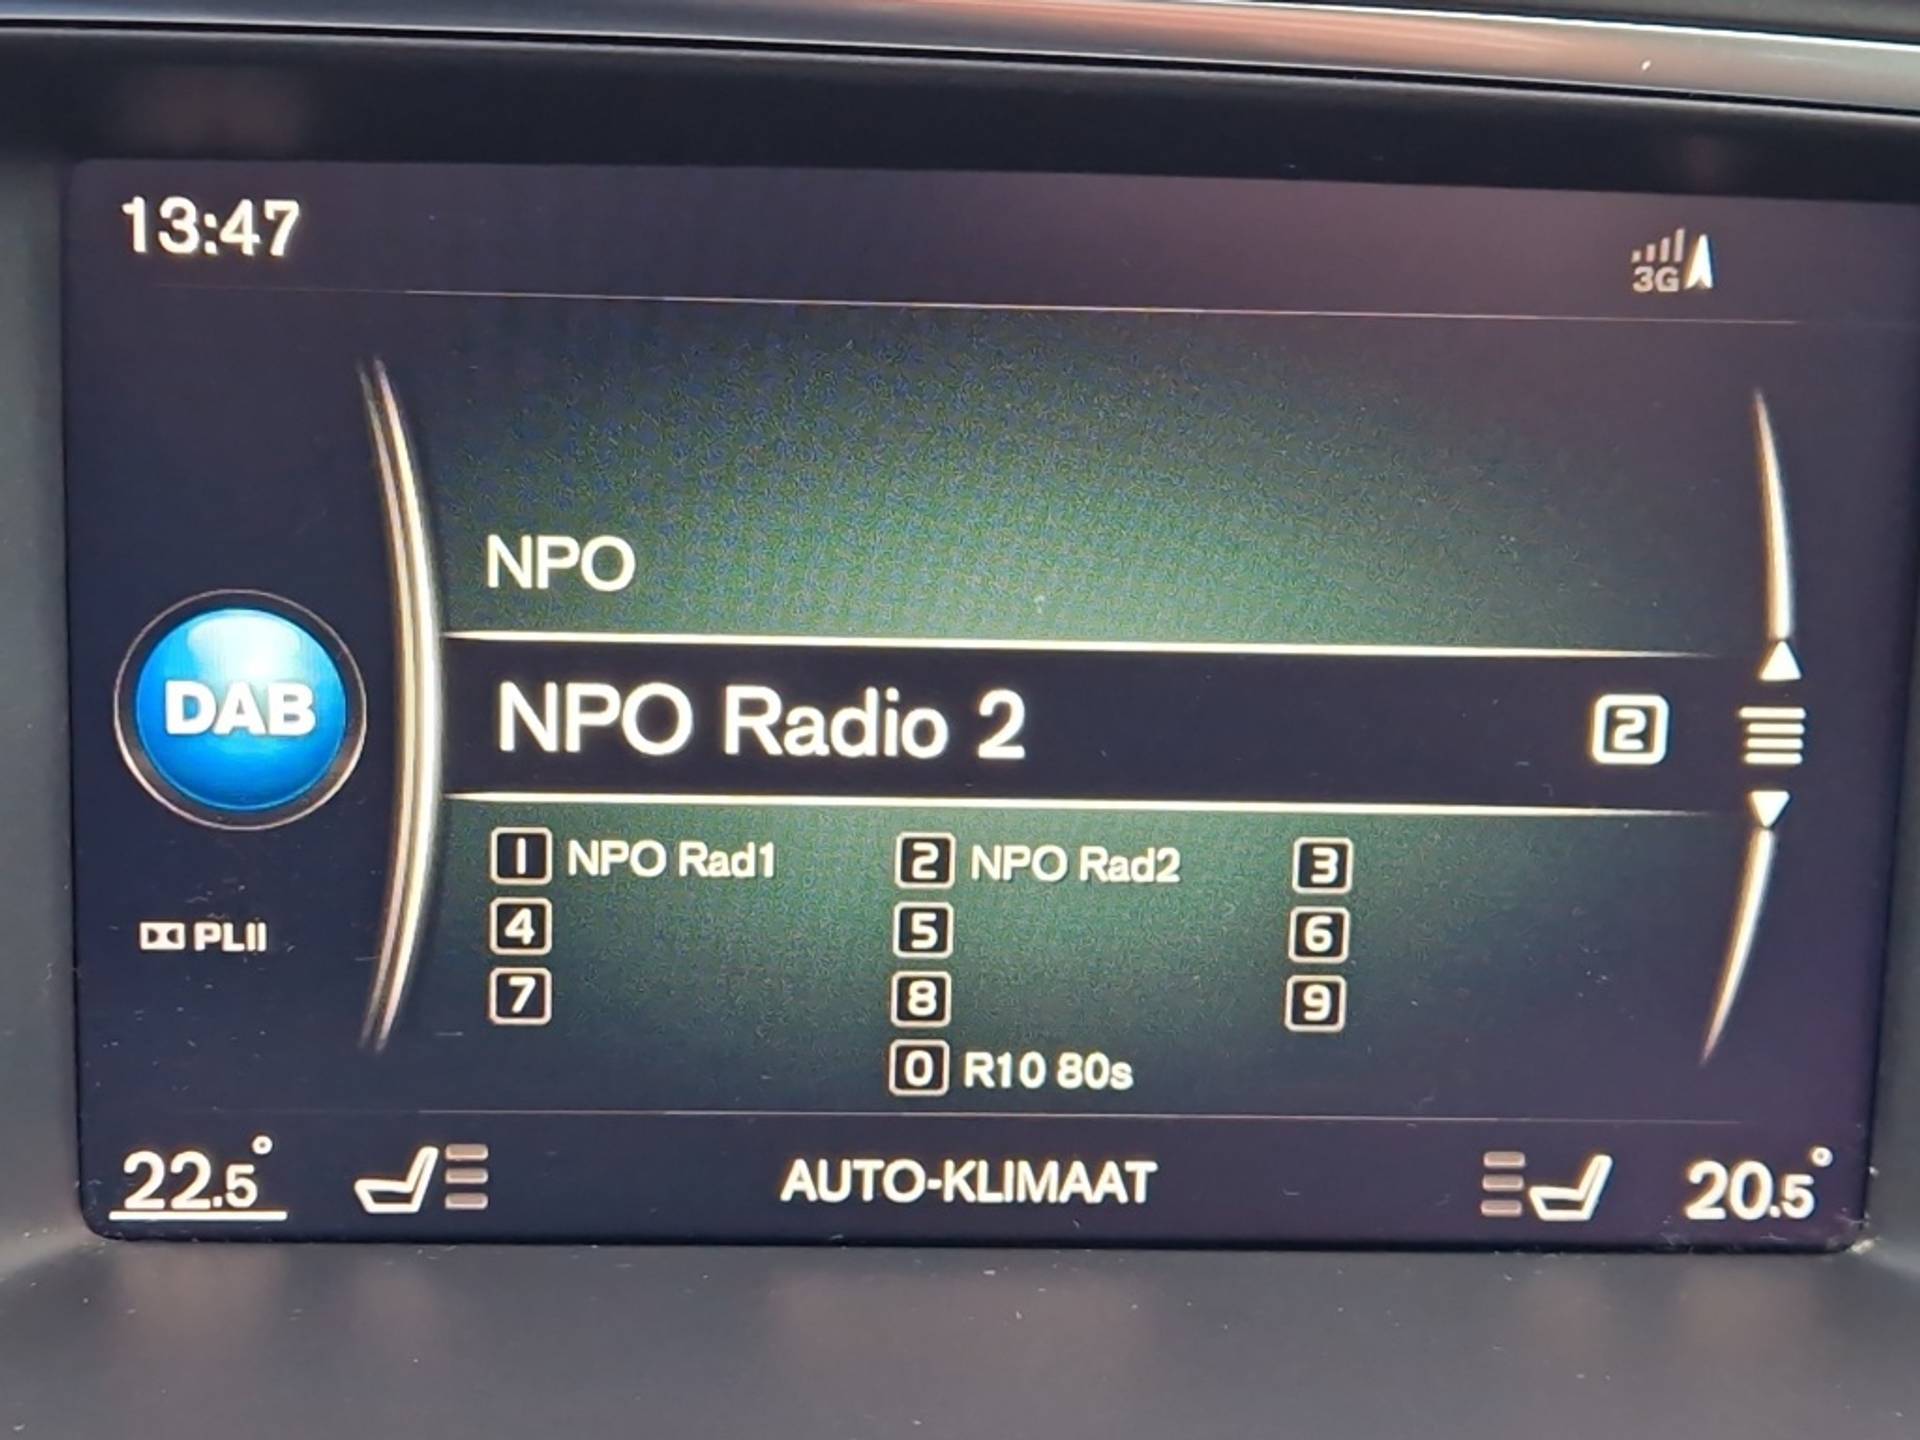 13:47
3G
NPO
DAB
NPO Radio 2 2
1 NPO Rad1 2 NPO Rad2 3
4 5 6
PLII
7 8 9
0 R10 80s
22.5° AUTO-KLIMAAT 20.5°